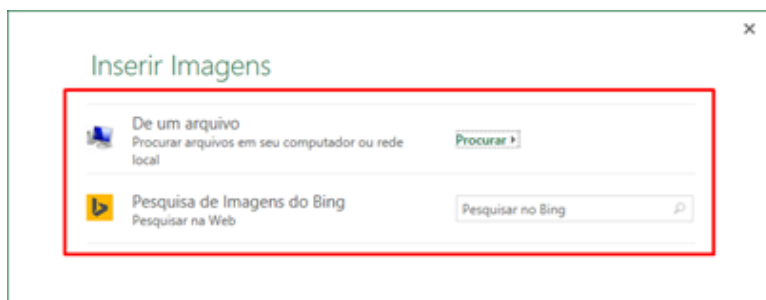 Inserir Imagens
De um arquivo
Procurar arquivos em seu computador ou rede
local
Procurar
Pesquisa de Imagens do Bing
Pesquisar na Web
Pesquisar no Bing